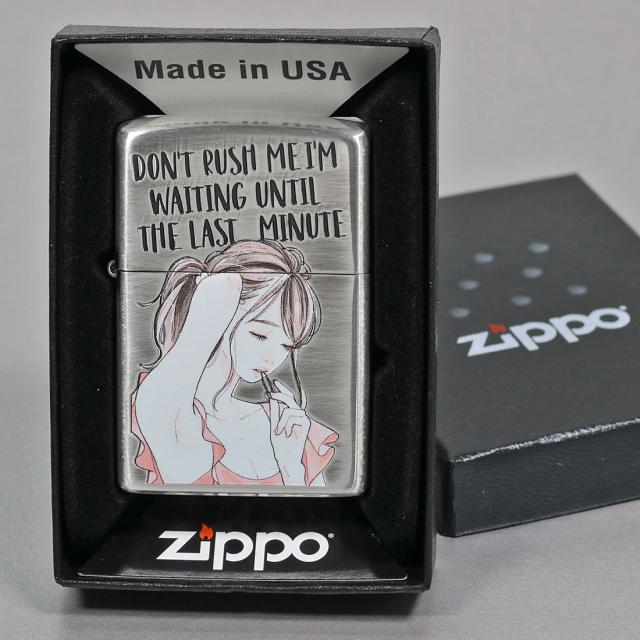 Made in USA
DON'T RUSH ME I'M
WAITING UNTIL
THE LAST MINUTE
zippo
zippo